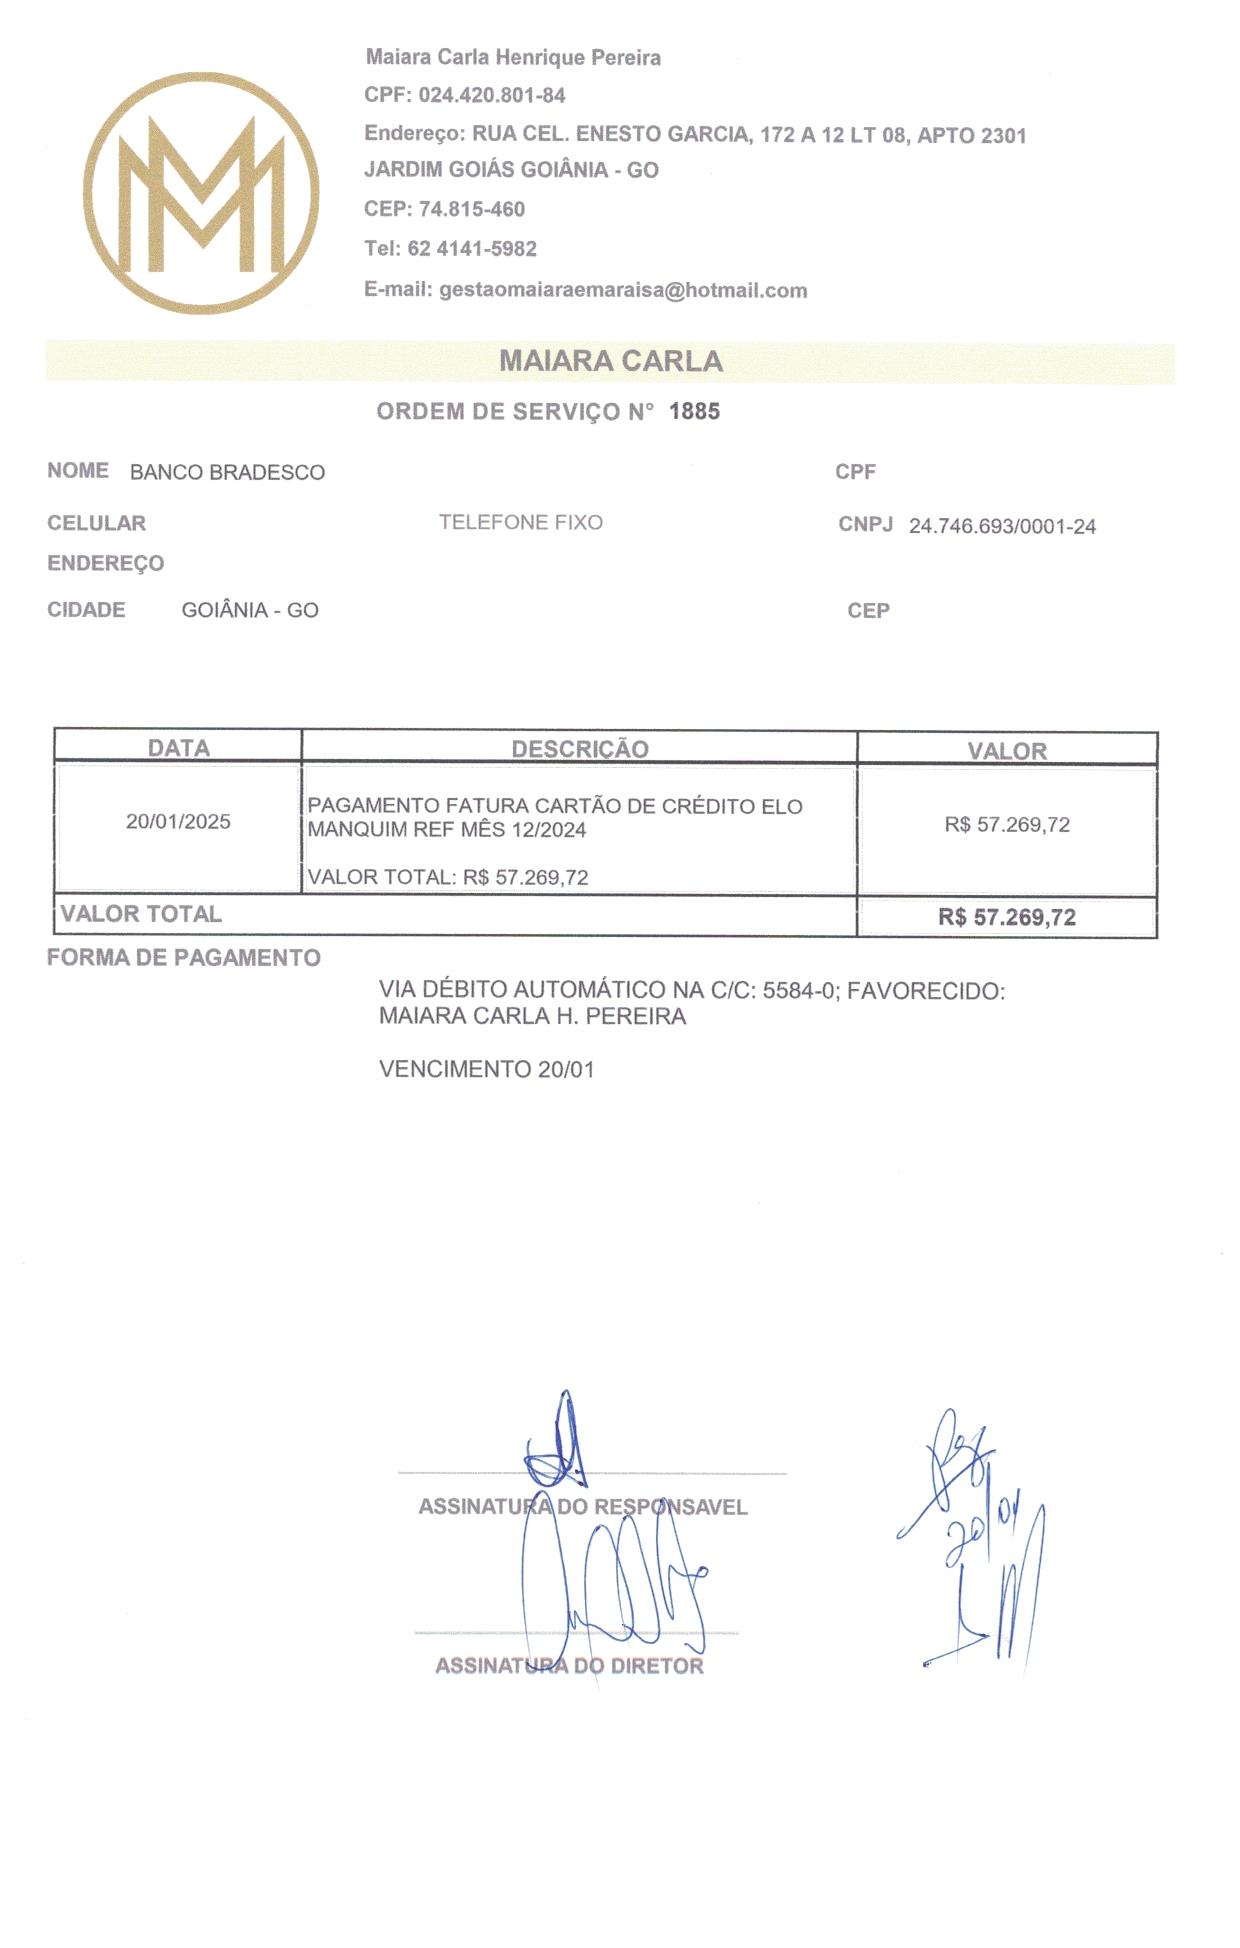 Maiara Carla Henrique Pereira
CPF: 024.420.801-84
Endereço: RUA CEL. ENESTO GARCIA, 172 A 12 LT 08, APTO 2301
JARDIM GOIÁS GOIÂNIA - GO
CEP: 74.815-460
Tel: 62 4141-5982
E-mail: gestaomaiaraemaraisa@hotmail.com
MAIARA CARLA
ORDEM DE SERVIÇO N° 1885
NOME BANCO BRADESCO CPF
CELULAR TELEFONE FIXO CNPJ 24.746.693/0001-24
ENDEREÇO
CIDADE GOIÂNIA - GO CEP
DATA DESCRIÇÃO VALOR
20/01/2025 PAGAMENTO FATURA CARTÃO DE CRÉDITO ELO R$ 57.269,72
MANQUIM REF MÊS 12/2024
VALOR TOTAL: R$ 57.269,72
VALOR TOTAL R$ 57.269,72
FORMA DE PAGAMENTO
VIA DÉBITO AUTOMÁTICO NA C/C: 5584-0; FAVORECIDO:
MAIARA CARLA H. PEREIRA
VENCIMENTO 20/01
ASSINATURA DO RESPONSAVEL
20/01
ASSINATURA DO DIRETOR